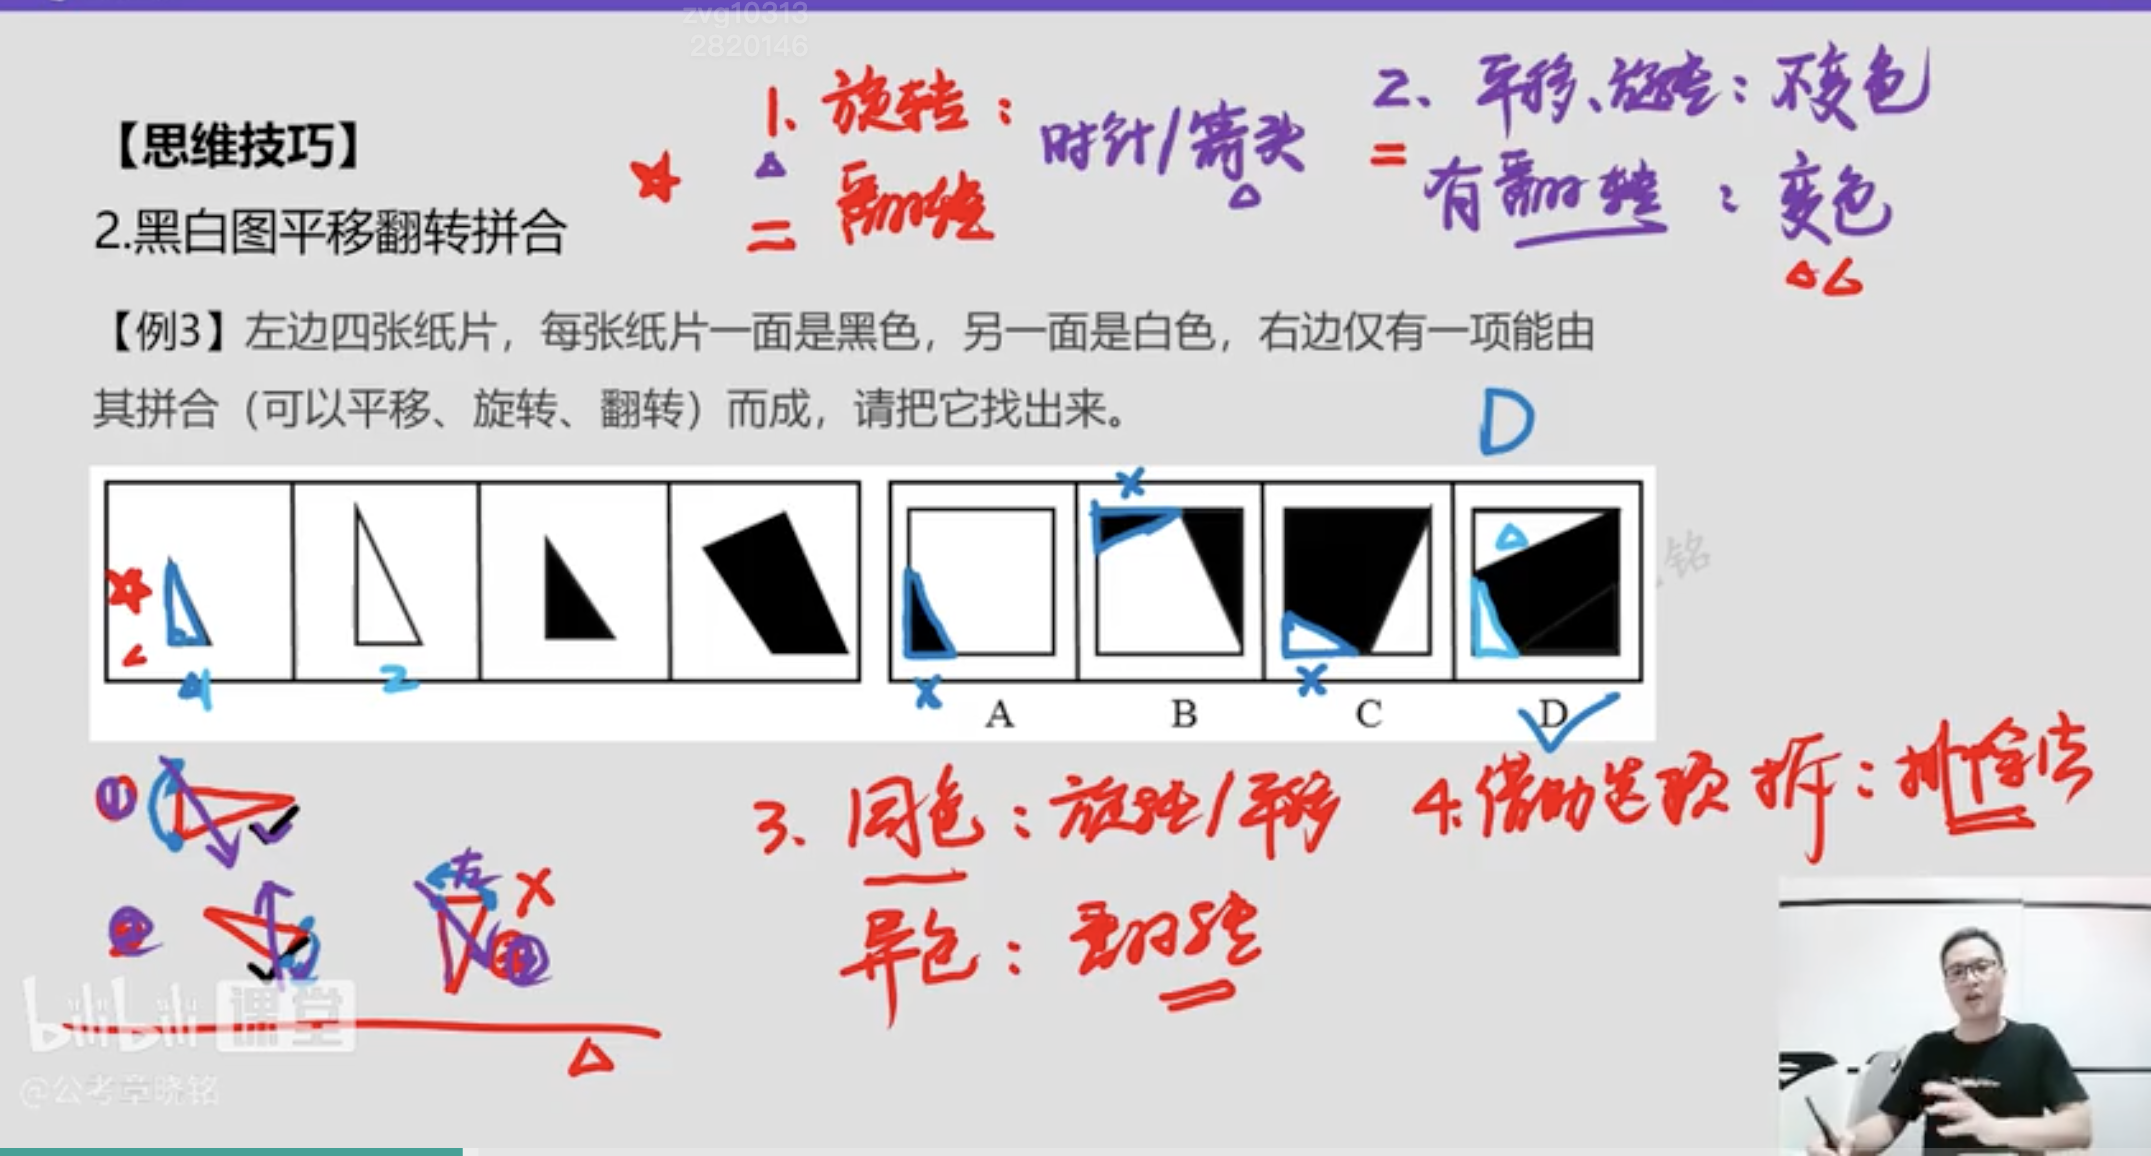 zvg10313
2820146
【思维技巧】
1、旋转：
翻转
时针/箭头
2、平移、旋转：不变色
有翻转：变色
2.黑白图平移翻转拼合
【例3】左边四张纸片，每张纸片一面是黑色，另一面是白色，右边仅有一项能由
其拼合（可以平移、旋转、翻转）而成，请把它找出来。
D
铭
1
2
A B C D
①
②
左
3、同色：旋转/平移
异色：翻转
4.借助选项拆：排除法
bilibili 课堂
@公考章晓铭